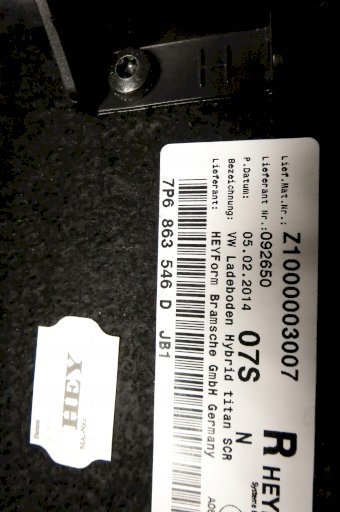 Lief.Mat.Nr.: Z1000003007
Lieferant Nr.: 092650
P.Datum: 05.02.2014 07S N
Bezeichnung: VW Ladeboden Hybrid titan SCR
Lieferant: HEYForm Bramsche GmbH Germany
7P6 863 546 D JB1
R HEY
HEY
Datum